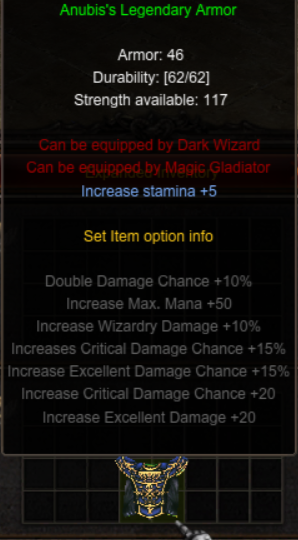 Anubis's Legendary Armor
Armor: 46
Durability: [62/62]
Strength available: 117
Can be equipped by Dark Wizard
Can be equipped by Magic Gladiator
Expanded Inventory
Increase stamina +5
Set Item option info
Double Damage Chance +10%
Increase Max. Mana +50
Increase Wizardry Damage +10%
Increases Critical Damage Chance +15%
Increase Excellent Damage Chance +15%
Increase Critical Damage +20
Increase Excellent Damage +20